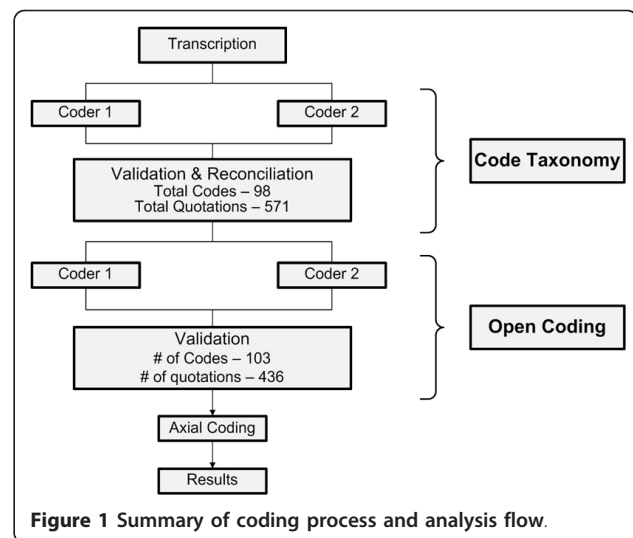 Transcription
Coder 1
Coder 2
Validation & Reconciliation
Total Codes – 98
Total Quotations – 571
Code Taxonomy
Coder 1
Coder 2
Validation
# of Codes – 103
# of quotations – 436
Open Coding
Axial Coding
Results
Figure 1 Summary of coding process and analysis flow.